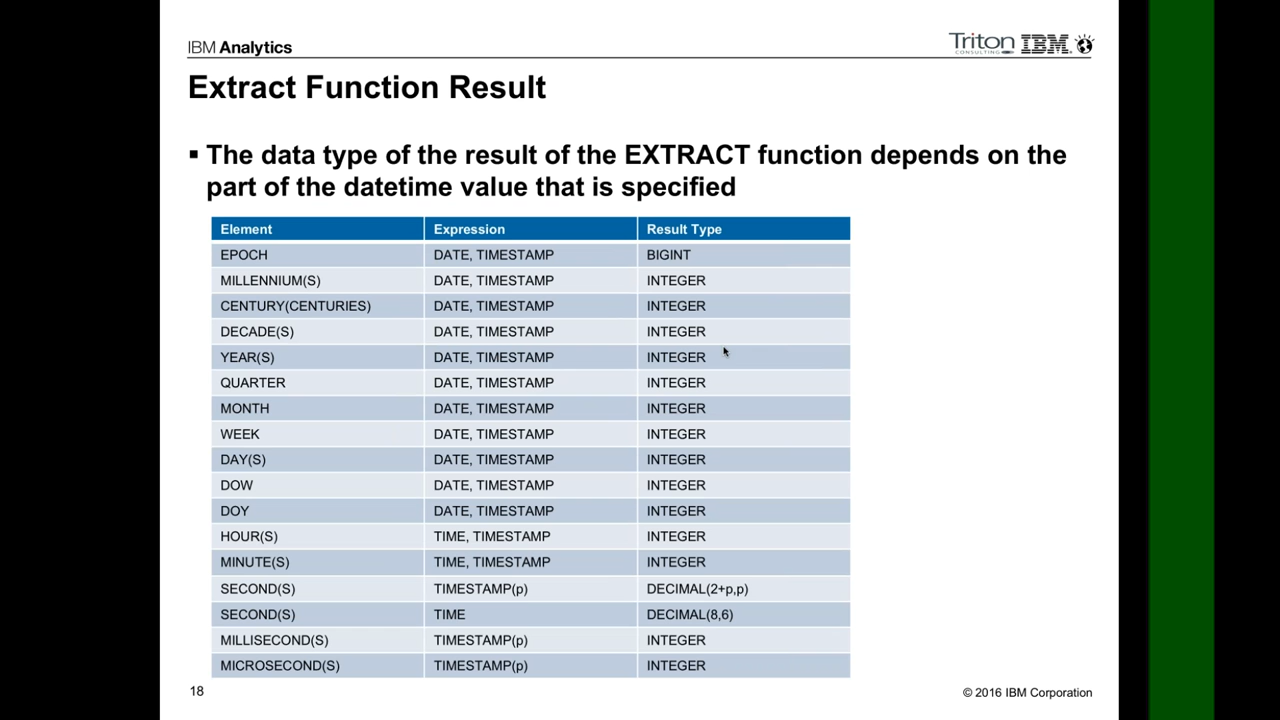 IBM Analytics
Triton IBM
CONSULTING
Extract Function Result
▪ The data type of the result of the EXTRACT function depends on the
part of the datetime value that is specified
Element Expression Result Type
EPOCH DATE, TIMESTAMP BIGINT
MILLENNIUM(S) DATE, TIMESTAMP INTEGER
CENTURY(CENTURIES) DATE, TIMESTAMP INTEGER
DECADE(S) DATE, TIMESTAMP INTEGER
YEAR(S) DATE, TIMESTAMP INTEGER
QUARTER DATE, TIMESTAMP INTEGER
MONTH DATE, TIMESTAMP INTEGER
WEEK DATE, TIMESTAMP INTEGER
DAY(S) DATE, TIMESTAMP INTEGER
DOW DATE, TIMESTAMP INTEGER
DOY DATE, TIMESTAMP INTEGER
HOUR(S) TIME, TIMESTAMP INTEGER
MINUTE(S) TIME, TIMESTAMP INTEGER
SECOND(S) TIMESTAMP(p) DECIMAL(2+p,p)
SECOND(S) TIME DECIMAL(8,6)
MILLISECOND(S) TIMESTAMP(p) INTEGER
MICROSECOND(S) TIMESTAMP(p) INTEGER
18
© 2016 IBM Corporation